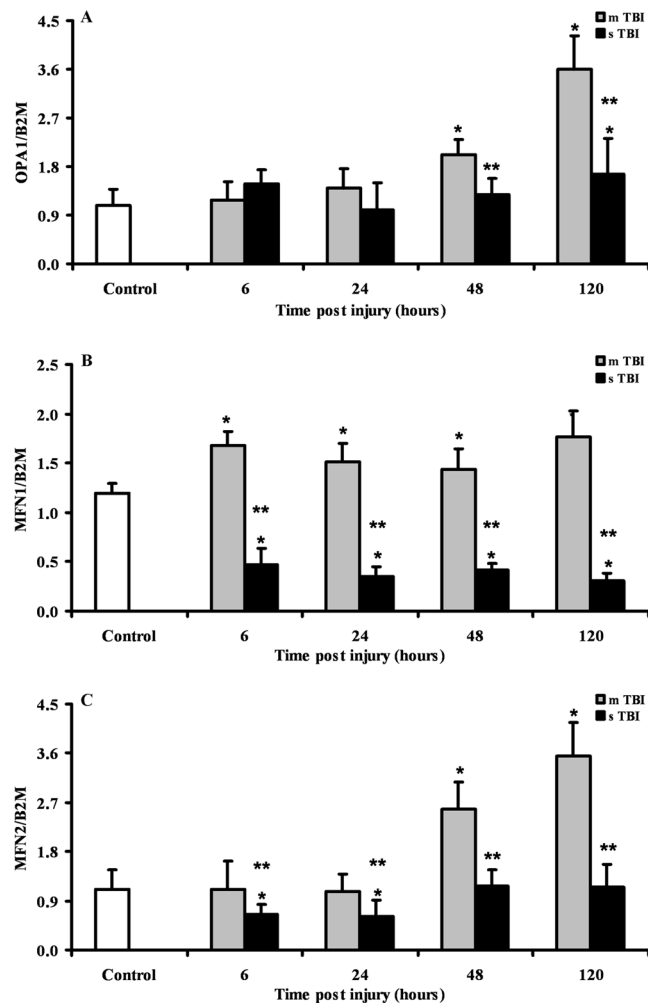 A
m TBI
s TBI
OPA1/B2M
4.5
3.6
2.7
1.8
0.9
0.0
*
**
*
*
**
Control 6 24 48 120
Time post injury (hours)
B
m TBI
s TBI
MFN1/B2M
2.5
2.0
1.5
1.0
0.5
0.0
* * * *
** ** ** **
* * * *
Control 6 24 48 120
Time post injury (hours)
C
m TBI
s TBI
MFN2/B2M
4.5
3.6
2.7
1.8
0.9
0.0
*
*
** ** ** **
* *
Control 6 24 48 120
Time post injury (hours)